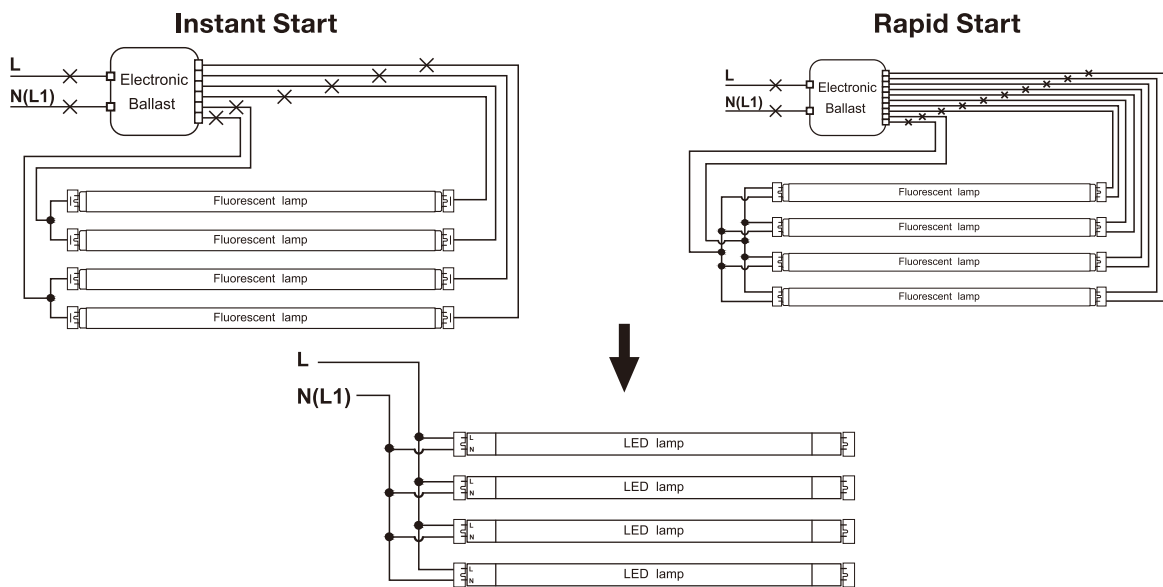 Instant Start
L
N(L1)
Electronic
Ballast
Fluorescent lamp
Fluorescent lamp
Fluorescent lamp
Fluorescent lamp
Rapid Start
L
N(L1)
Electronic
Ballast
Fluorescent lamp
Fluorescent lamp
Fluorescent lamp
Fluorescent lamp
L
N(L1)
L
N
LED lamp
L
N
LED lamp
L
N
LED lamp
L
N
LED lamp